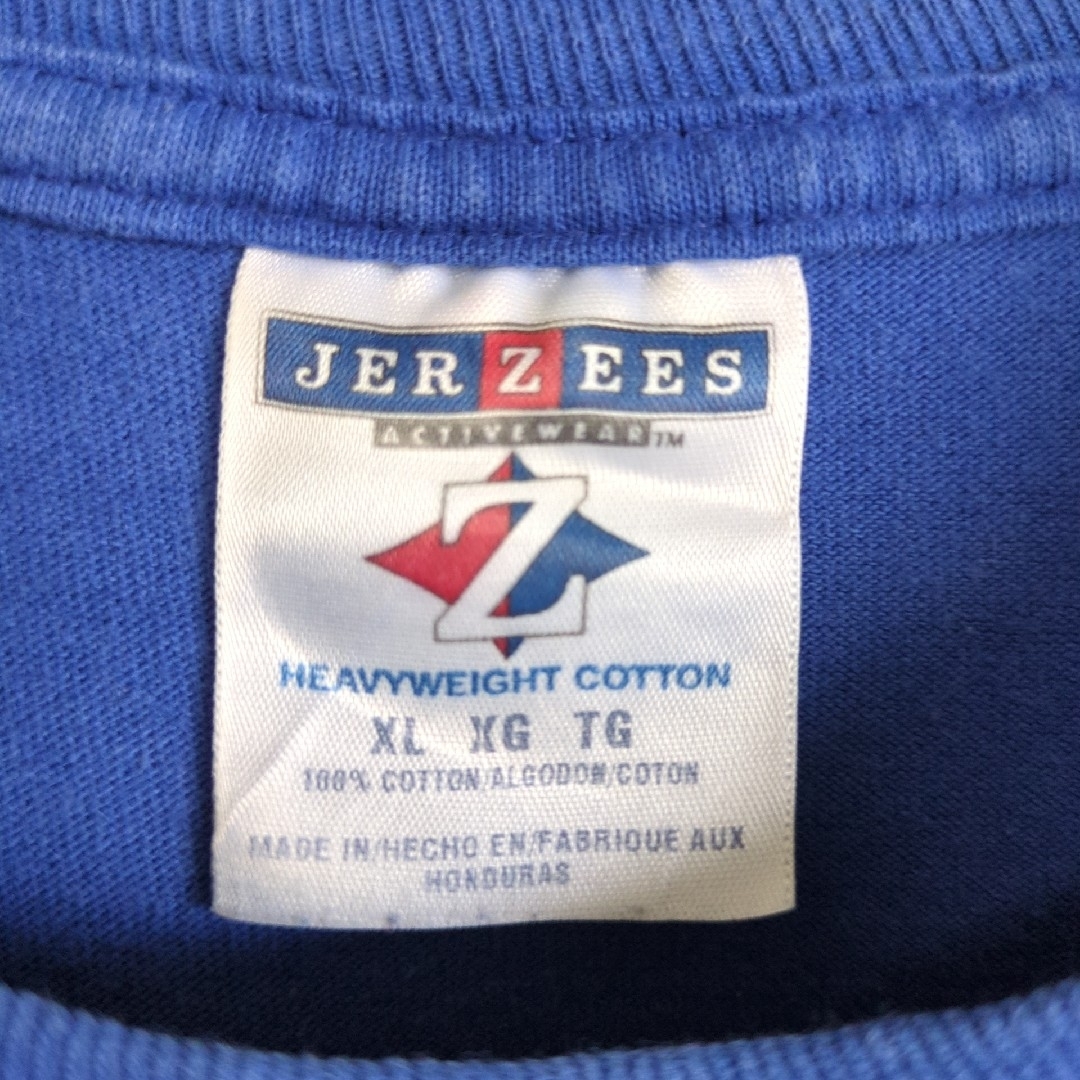 JERZEES
ACTIVEWEAR™
Z
HEAVYWEIGHT COTTON
XL XG TG
100% COTTON/ALGODON/COTON
MADE IN/HECHO EN/FABRIQUE AUX
HONDURAS